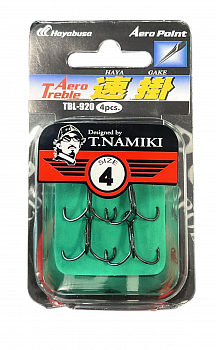 Hayabusa Aero Point
HAYA GAKE
Aero Treble 速掛
TBL-920 4pcs.
Designed by
T.NAMIKI
SIZE
4